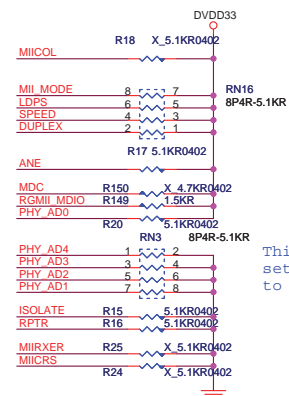 DVDD33
R18 X_5.1KR0402
MIICOL
MII_MODE 8 7 RN16
LDPS 6 5 8P4R-5.1KR
SPEED 4 3
DUPLEX 2 1
R17 5.1KR0402
ANE
MDC R150 X_4.7KR0402
RGMII_MDIO R149 1.5KR
PHY_AD0 R20 5.1KR0402
RN3 8P4R-5.1KR
PHY_AD4 1 2
PHY_AD3 3 4
PHY_AD2 5 6
PHY_AD1 7 8
Thi
set
to
ISOLATE R15 5.1KR0402
RPTR R16 5.1KR0402
MIIRXER R25 X_5.1KR0402
MIICRS R24 X_5.1KR0402